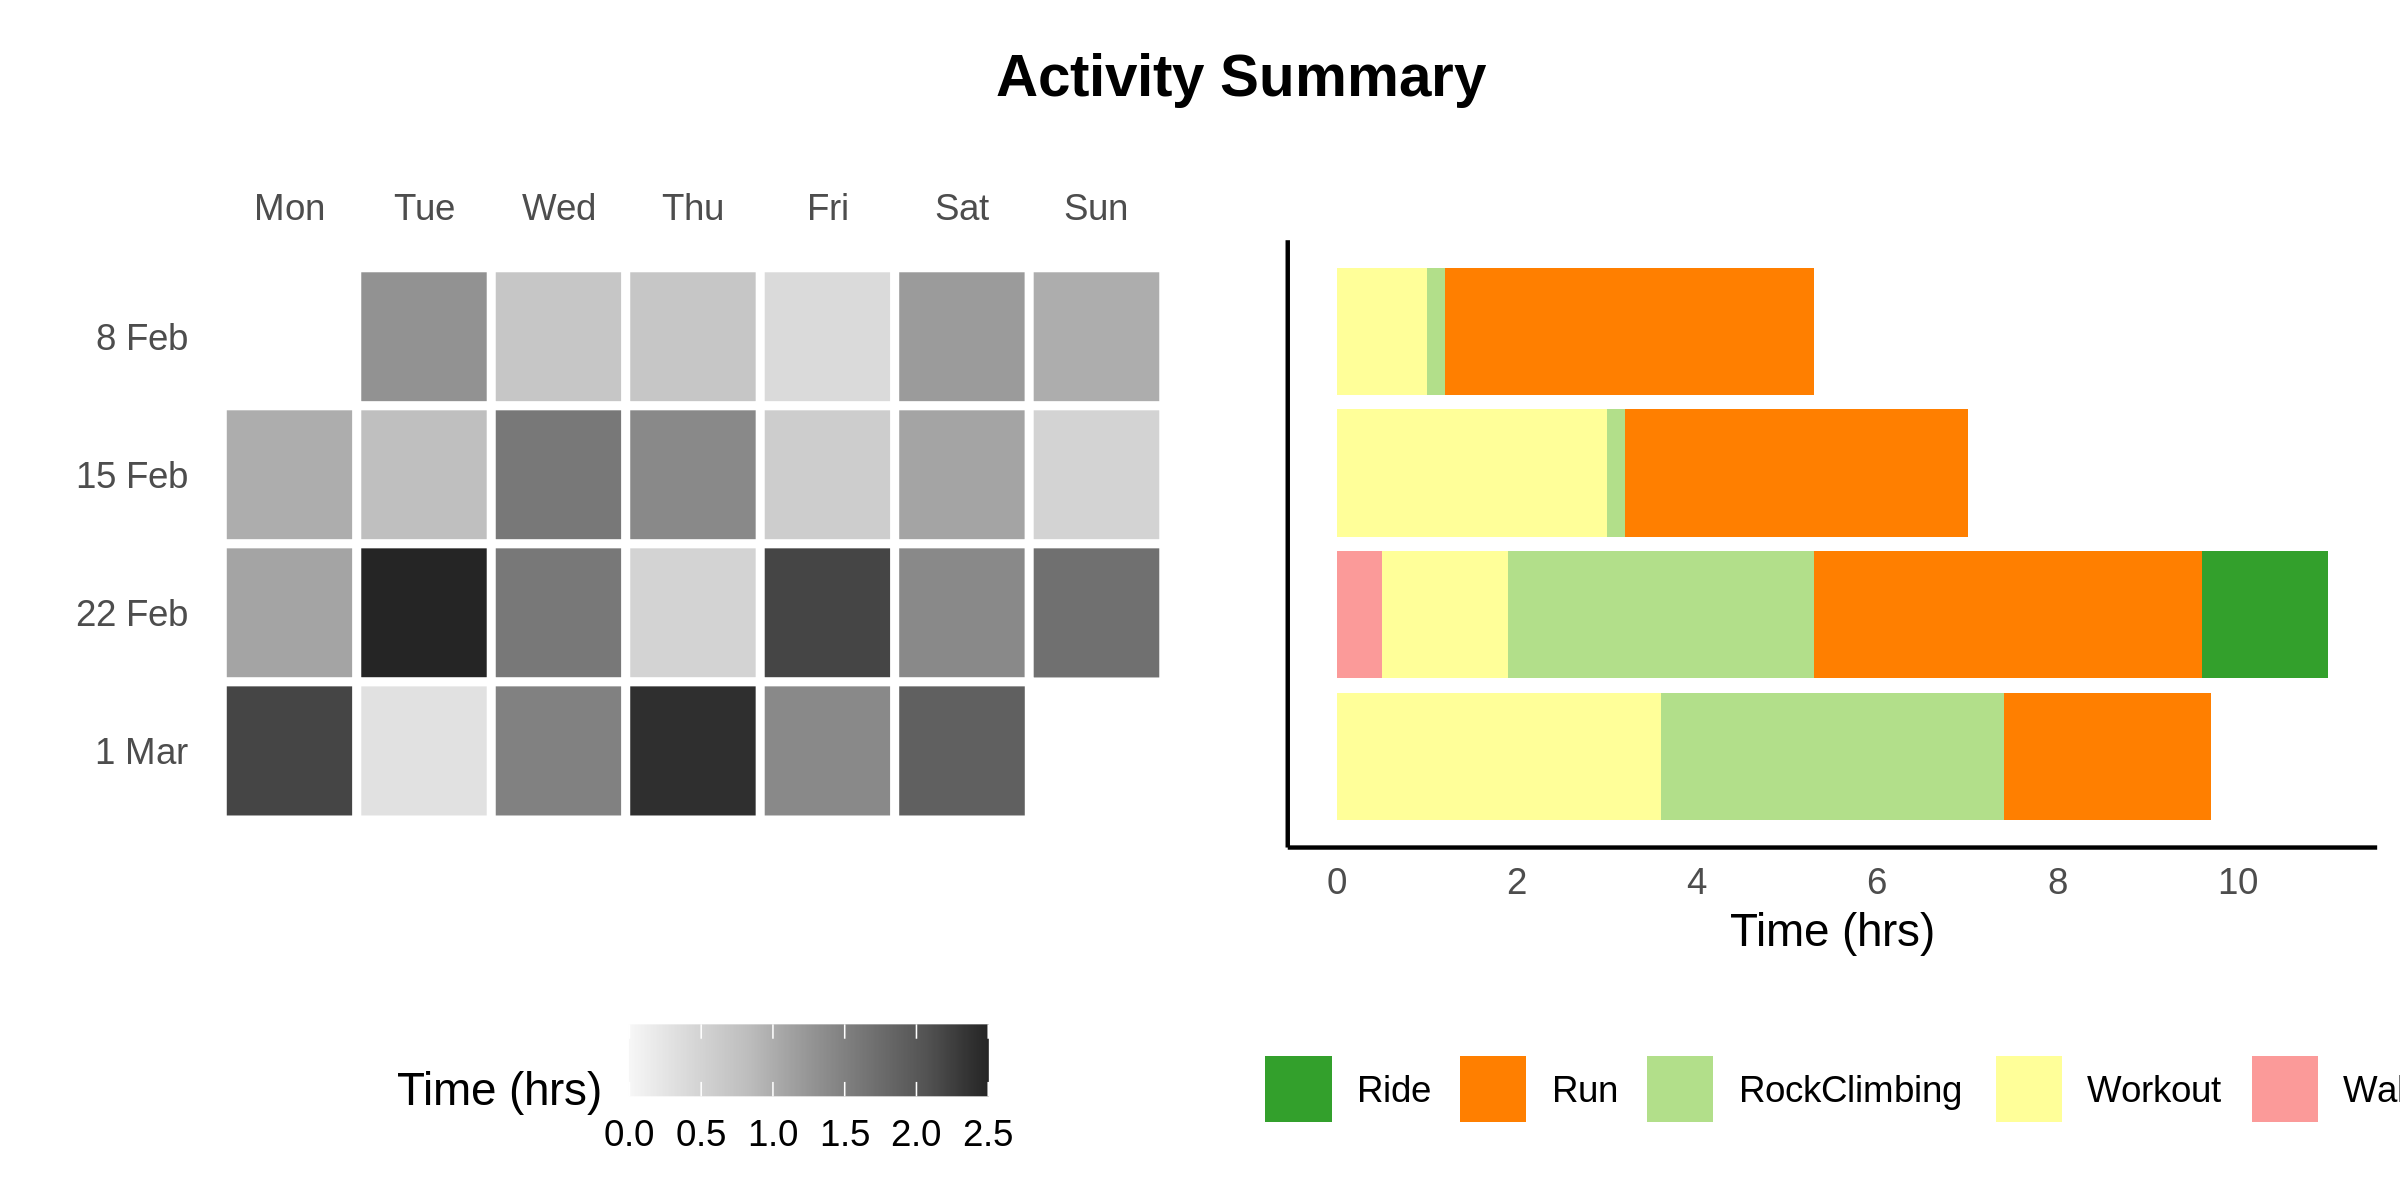 Activity Summary
Mon Tue Wed Thu Fri Sat Sun
8 Feb
15 Feb
22 Feb
1 Mar
0 2 4 6 8 10
Time (hrs)
Time (hrs)
0.0 0.5 1.0 1.5 2.0 2.5
Ride Run RockClimbing Workout